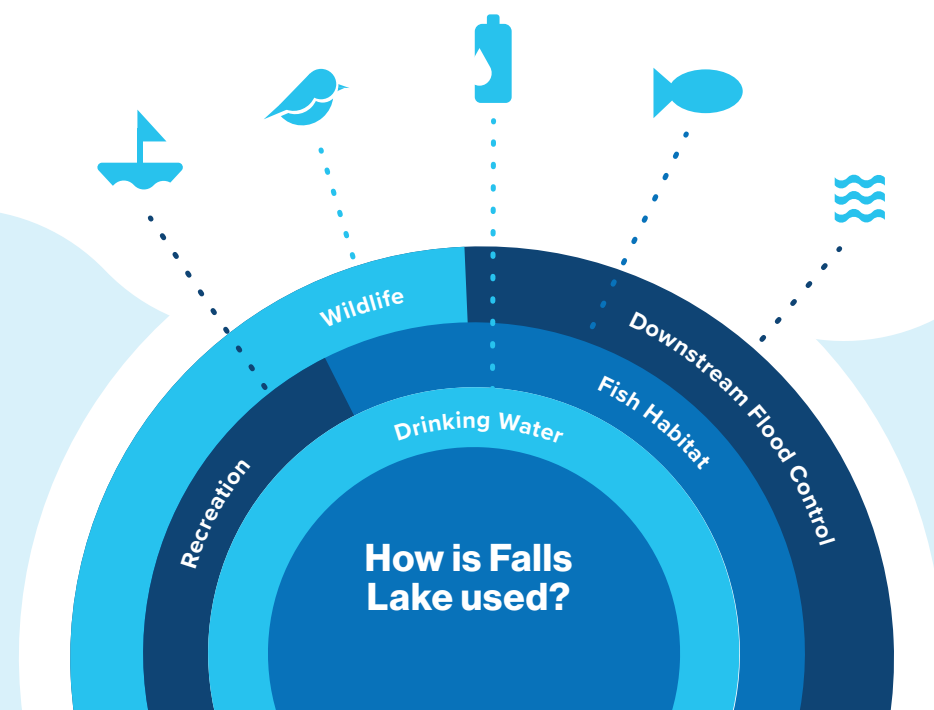 Wildlife
Downstream Flood Control
Fish Habitat
Drinking Water
Recreation
How is Falls
Lake used?